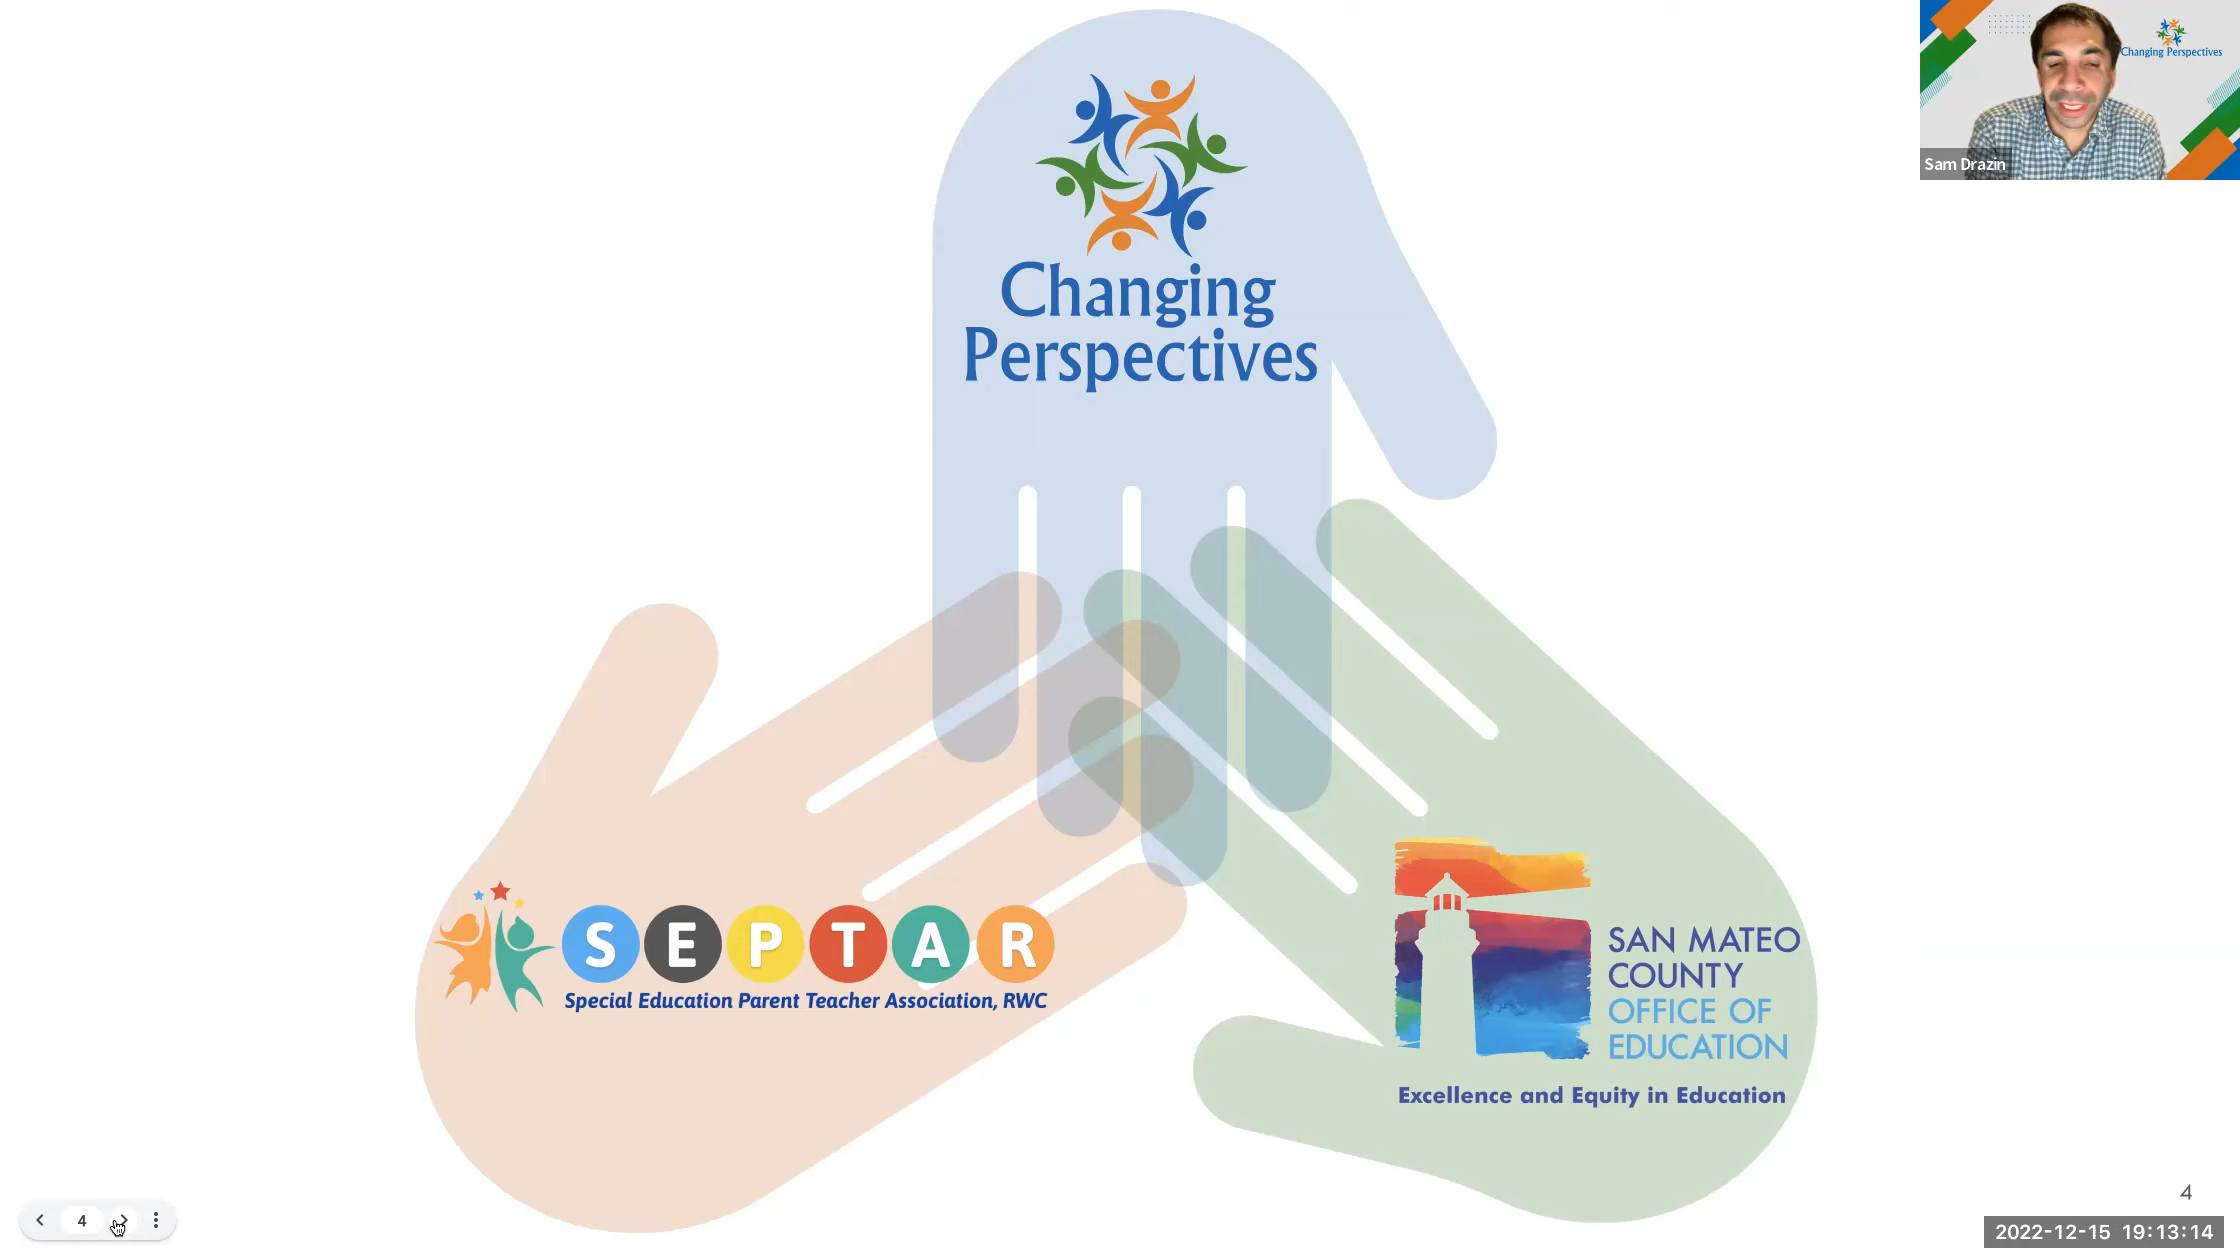 Changing Perspectives
Sam Drazin
Changing
Perspectives
SEPTAR
Special Education Parent Teacher Association, RWC
SAN MATEO
COUNTY
OFFICE OF
EDUCATION
Excellence and Equity in Education
4
4
2022-12-15 19:13:14